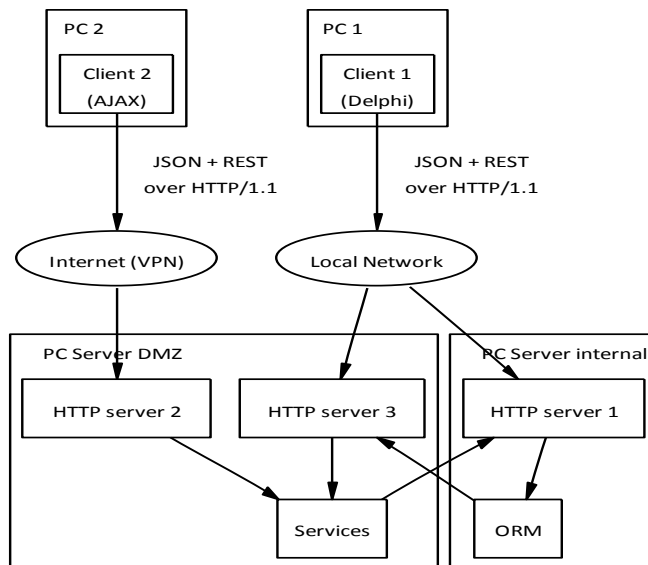 PC 2
PC 1
Client 2
(AJAX)
Client 1
(Delphi)
JSON + REST
over HTTP/1.1
JSON + REST
over HTTP/1.1
Internet (VPN)
Local Network
PC Server DMZ
PC Server internal
HTTP server 2
HTTP server 3
HTTP server 1
Services
ORM